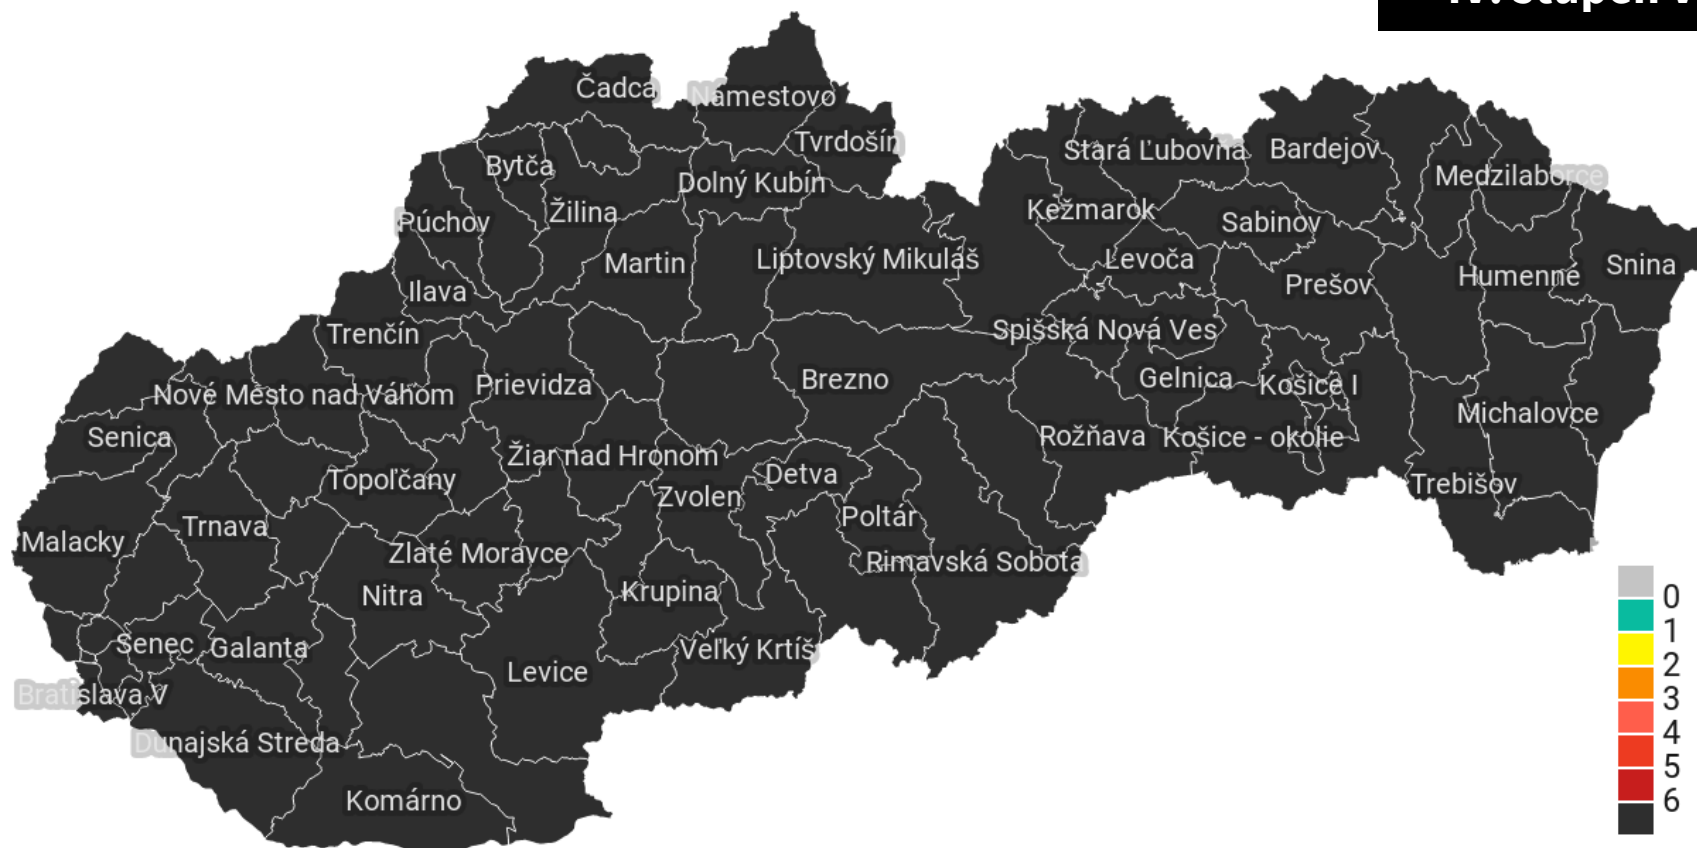 IV. stupeň v
Čadca
Námestovo
Tvrdošín
Bytča
Dolný Kubín
Stará Ľubovňa
Bardejov
Medzilaborce
Púchov
Žilina
Kežmarok
Sabinov
Martin
Liptovský Mikuláš
Levoča
Snina
Ilava
Prešov
Humenné
Trenčín
Spišská Nová Ves
Nové Mesto nad Váhom
Prievidza
Brezno
Gelnica
Košice I
Senica
Rožňava
Košice - okolie
Michalovce
Žiar nad Hronom
Topoľčany
Detva
Zvolen
Trebišov
Malacky
Trnava
Poltár
Zlaté Moravce
Rimavská Sobota
Nitra
Krupina
Senec
Galanta
Veľký Krtíš
Levice
Bratislava V
Dunajská Streda
Komárno
0
1
2
3
4
5
6